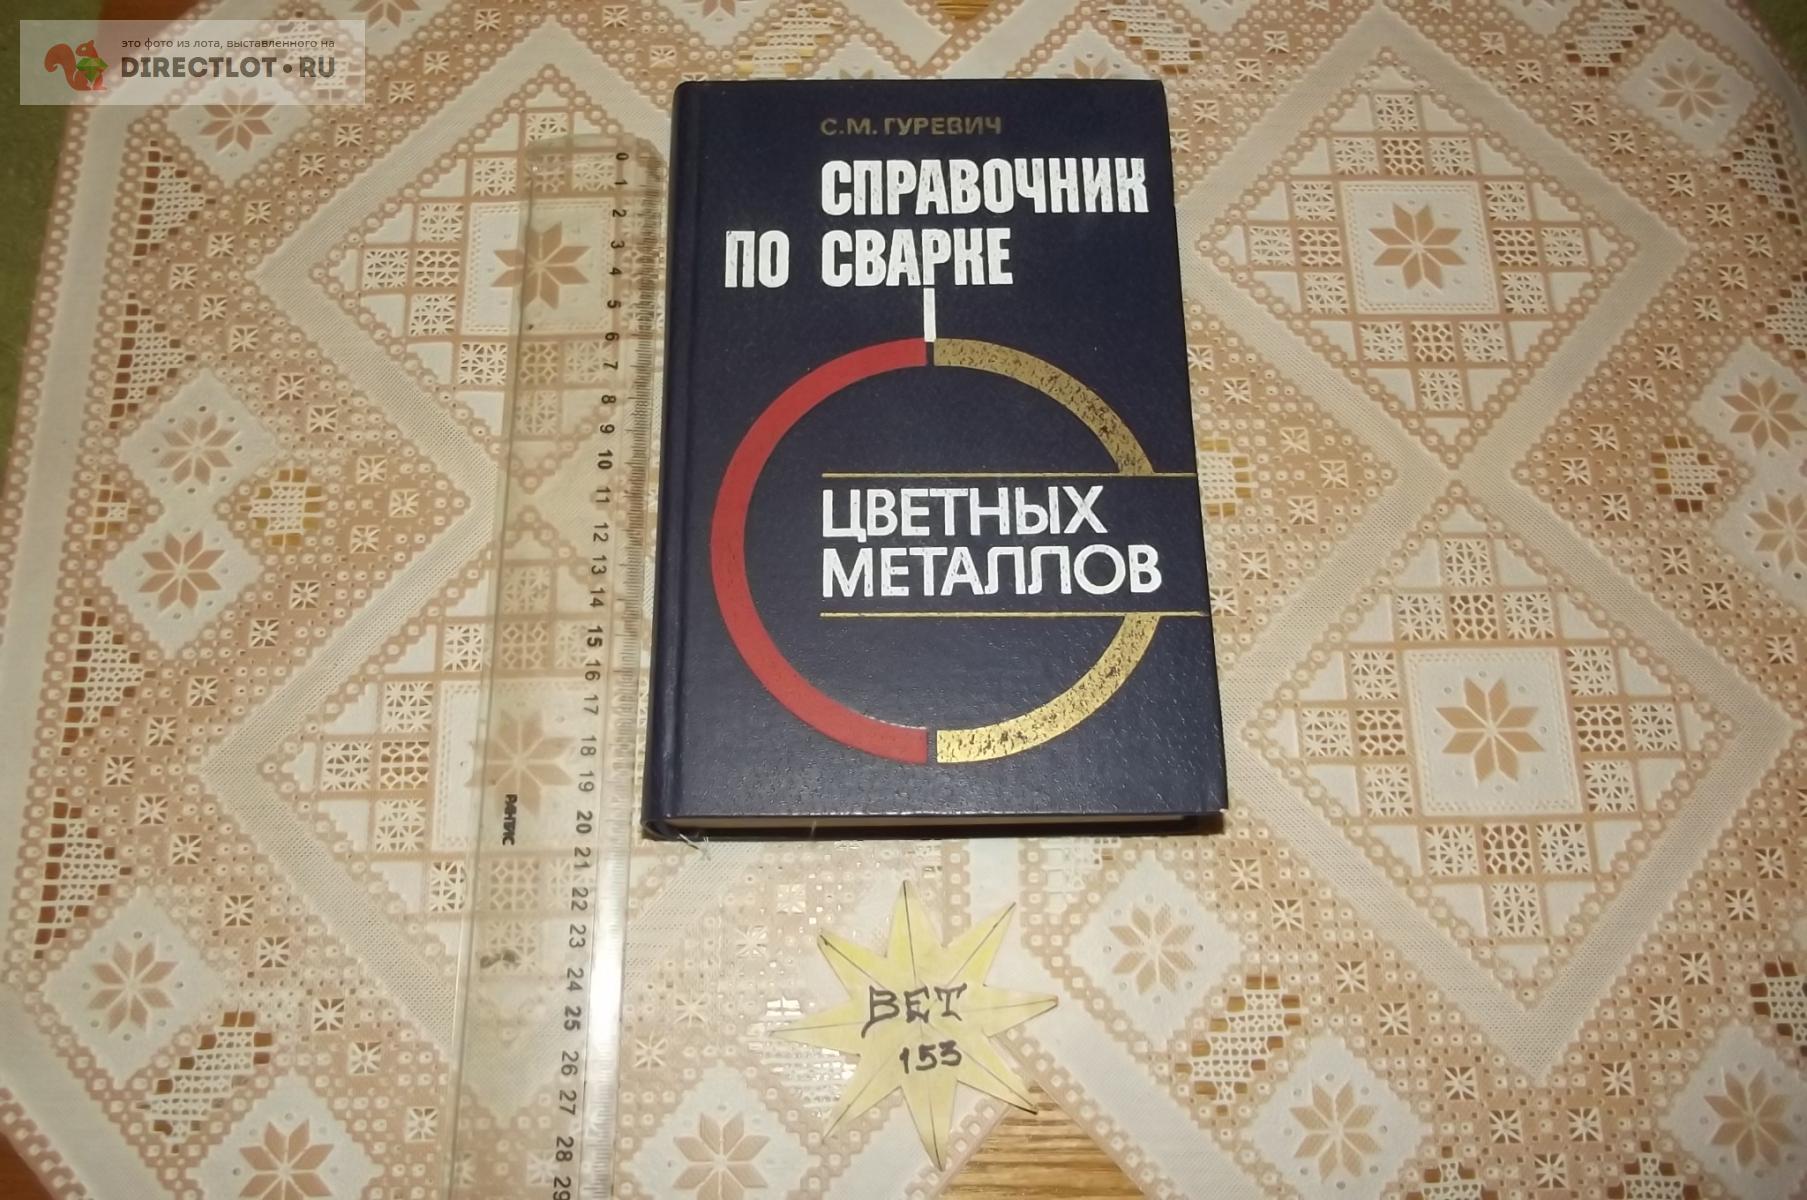 это фото из лота, выставленного на
DIRECTLOT•RU
С.М. ГУРЕВИЧ
СПРАВОЧНИК
ПО СВАРКЕ
ЦВЕТНЫХ
МЕТАЛЛОВ
0 1 2 3 4 5 6 7 8 9 10 11 12 13 14 15 16 17 18 19 20 21 22 23 24 25 26 27 28 29
РАНТИС
ВЕТ
153